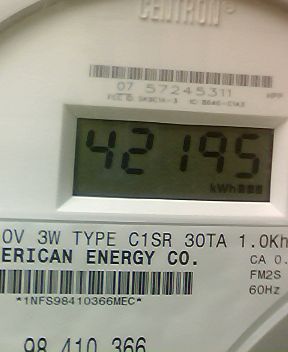 CENTRON®
07 57245311
42195
kWh
0V 3W TYPE C1SR 30TA 1.0Kh
ERICAN ENERGY CO.
CA 0.
FM2S
60Hz
*1NFS98410366MEC*
98 410 366